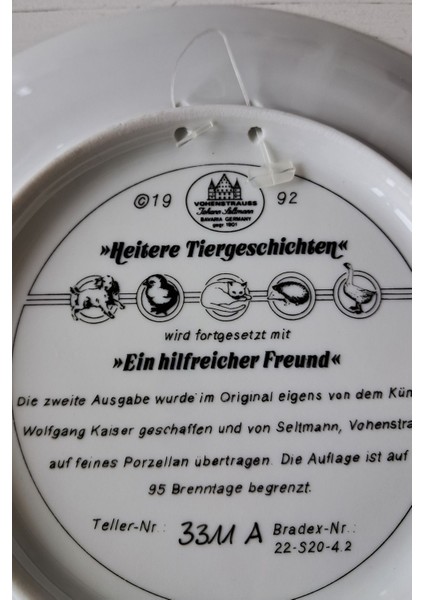 ©19 92
VOHENSTRAUSS
Johann Seltmann
BAVARIA GERMANY
gegr. 1901
»Heitere Tiergeschichten«
wird fortgesetzt mit
»Ein hilfreicher Freund«
Die zweite Ausgabe wurde im Original eigens von dem Kün
Wolfgang Kaiser geschaffen und von Seltmann, Vohenstra
auf feines Porzellan übertragen. Die Auflage ist auf
95 Brenntage begrenzt.
Teller-Nr.: 33M A Bradex-Nr.:
22-S20-4.2